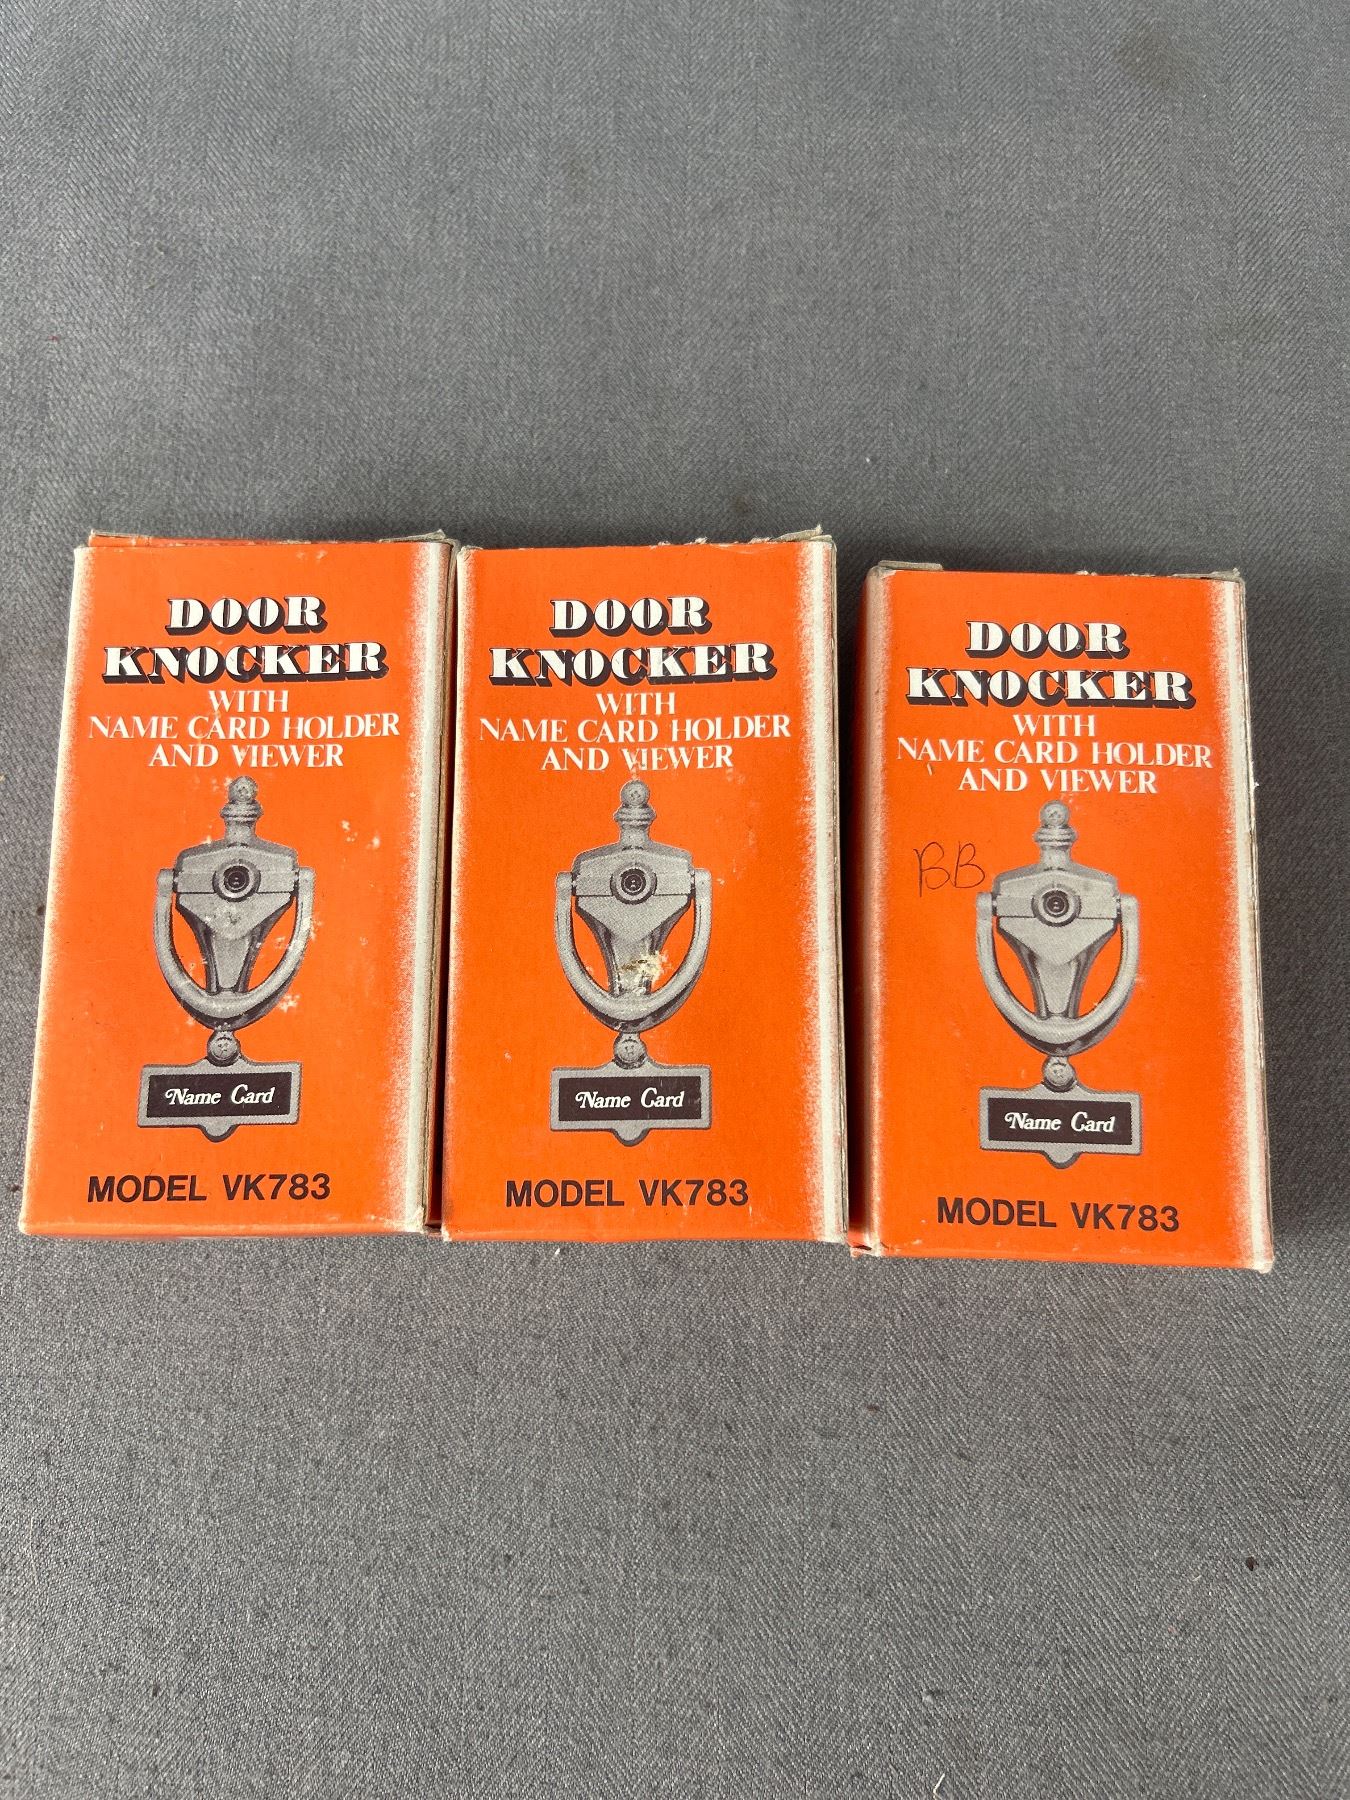 DOOR
KNOCKER
WITH
NAME CARD HOLDER
AND VIEWER
Name Card
MODEL VK783
DOOR
KNOCKER
WITH
NAME CARD HOLDER
AND VIEWER
Name Card
MODEL VK783
DOOR
KNOCKER
WITH
NAME CARD HOLDER
AND VIEWER
BB
Name Card
MODEL VK783